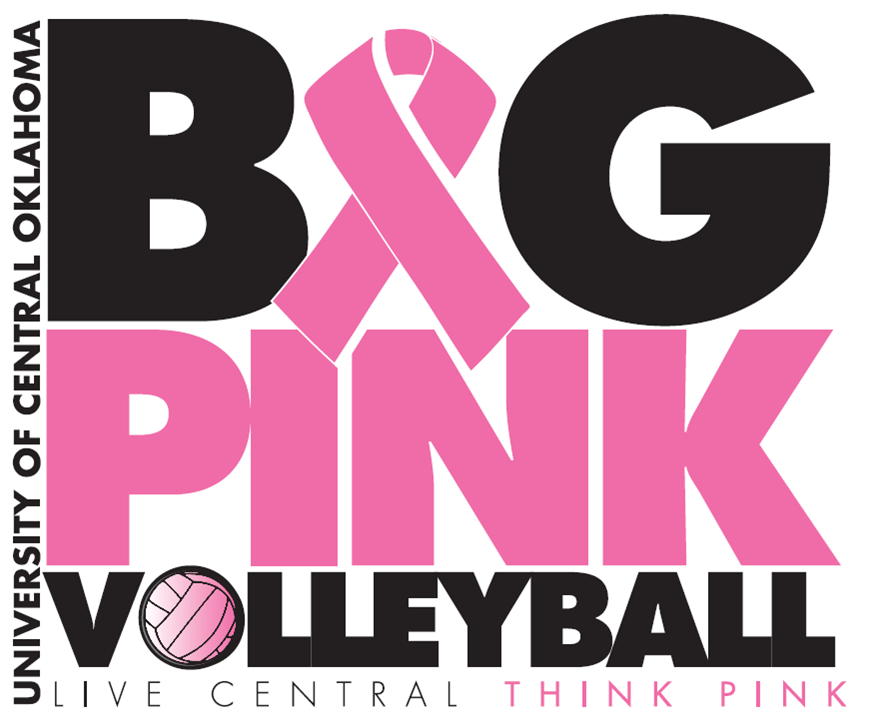 UNIVERSITY OF CENTRAL OKLAHOMA
BIG
PINK
VOLLEYBALL
LIVE CENTRAL THINK PINK